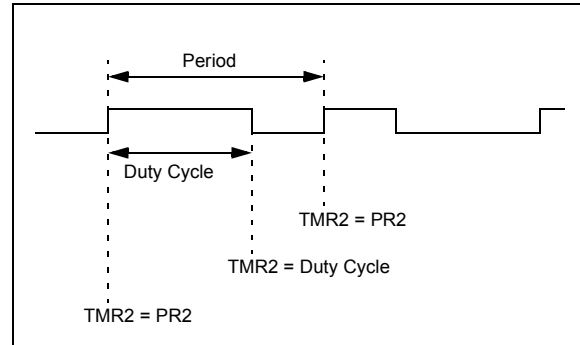 Period
Duty Cycle
TMR2 = PR2
TMR2 = Duty Cycle
TMR2 = PR2